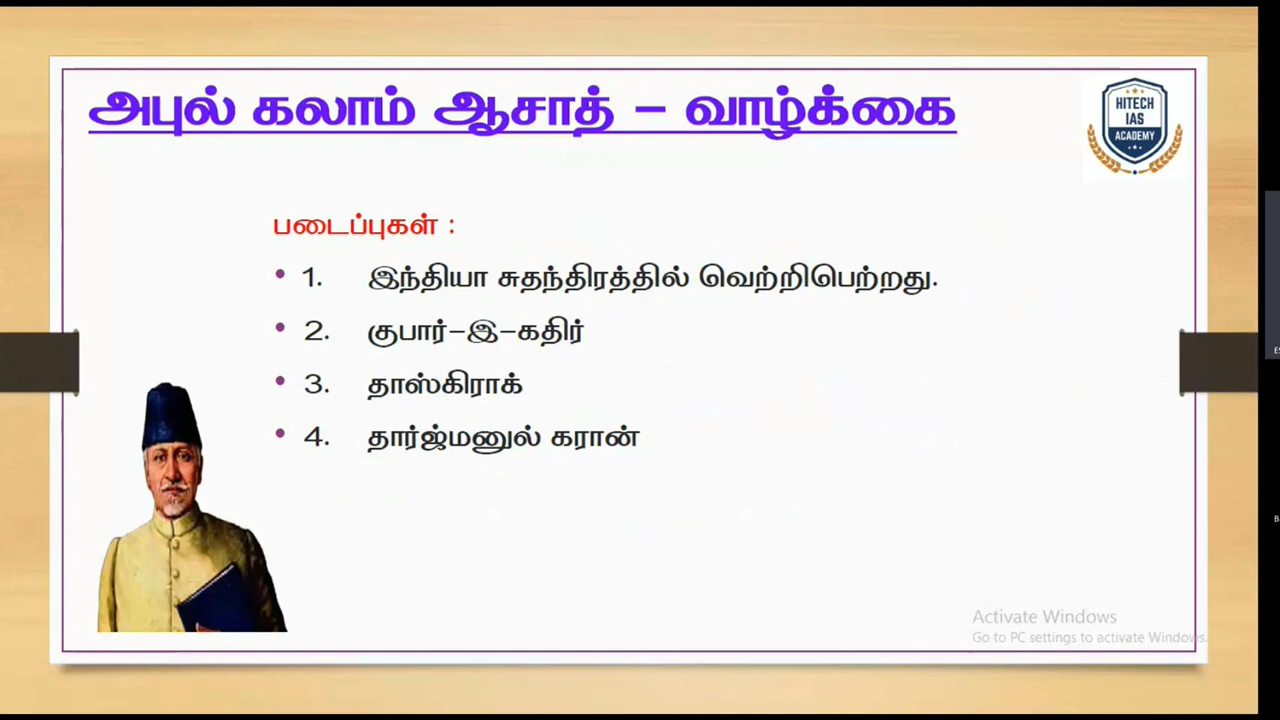 அபுல் கலாம் ஆசாத் – வாழ்க்கை
HITECH
IAS
ACADEMY
படைப்புகள் :
• 1. இந்தியா சுதந்திரத்தில் வெற்றிபெற்றது.
• 2. குபார்–இ–கதிர்
• 3. தாஸ்கிராக்
• 4. தார்ஜ்மனுல் கரான்
Activate Windows
Go to PC settings to activate Windows.